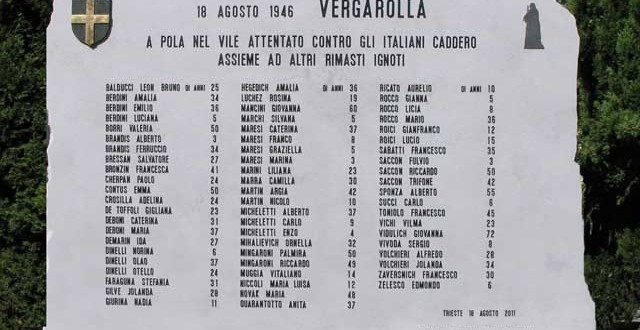 18 AGOSTO 1946 VERGAROLLA
A POLA NEL VILE ATTENTATO CONTRO GLI ITALIANI CADDERO
ASSIEME AD ALTRI RIMASTI IGNOTI
BALDUCCI LEON BRUNO DI ANNI 25
BERDINI AMALIA 34
BERDINI EMILIO 36
BERDINI LUCIANA 5
BORRI VALERIA 50
BRANDIS ALBERTO 3
BRANDIS FERRUCCIO 34
BRESSAN SALVATORE 27
BRONZIN FRANCESCA 41
CHERPAN PAOLO 24
CONTUS EMMA 50
CROSILLA ADELINA 24
DE TOFFOLI GIGLIANA 23
DEBONI CATERINA 31
DEBONI MARIA 37
DEMARIN IDA 27
DINELLI NORINA 6
DINELLI OLAO 37
DINELLI OTELLO 24
FARAGUNA STEFANIA 31
GILVE JOLANDA 28
GIURINA NADIA 11
HEGEDICH AMALIA DI ANNI 36
LUCHEZ ROSINA 19
MANCINI GIOVANNA 60
MARCHI SILVANA 5
MARESI CATERINA 37
MARESI FRANCO 8
MARESI GRAZIELLA 5
MARESI MARINA 3
MARINI LILIANA 23
MARRA CAMILLA 30
MARTIN ARGIA 42
MARTIN NICOLO 10
MICHELETTI ALBERTO 37
MICHELETTI CARLO 9
MICHELETTI ENZO 4
MIHALIEVICH ORNELLA 32
MINGARONI PALMIRA 50
MINGARONI RICCARDO 49
MUGGIA VITALIANO 14
NICCOLI MARIA LUISA 12
NOVAK MARIA 48
QUARANTOTTO ANITA 37
RICATO AURELIO DI ANNI 10
ROCCO GIANNA 5
ROCCO LICIA 8
ROCCO MARIO 36
ROICI GIANFRANCO 12
ROICI LUCIO 15
SABATTI FRANCESCO 35
SACCON FULVIO 3
SACCON RICCARDO 50
SACCON TRIFONE 42
SPONZA ALBERTO 55
SUCCI CARLO 6
TONIOLO FRANCESCO 45
VICHI VILMA 23
VIDULICH GIOVANNA 72
VIVODA SERGIO 8
VOLCHIERI ALFREDO 28
VOLCHIERI JOLANDA 34
ZAVERSNICH FRANCESCO 30
ZELESCO EDMONDO 6
TRIESTE 18 AGOSTO 2011